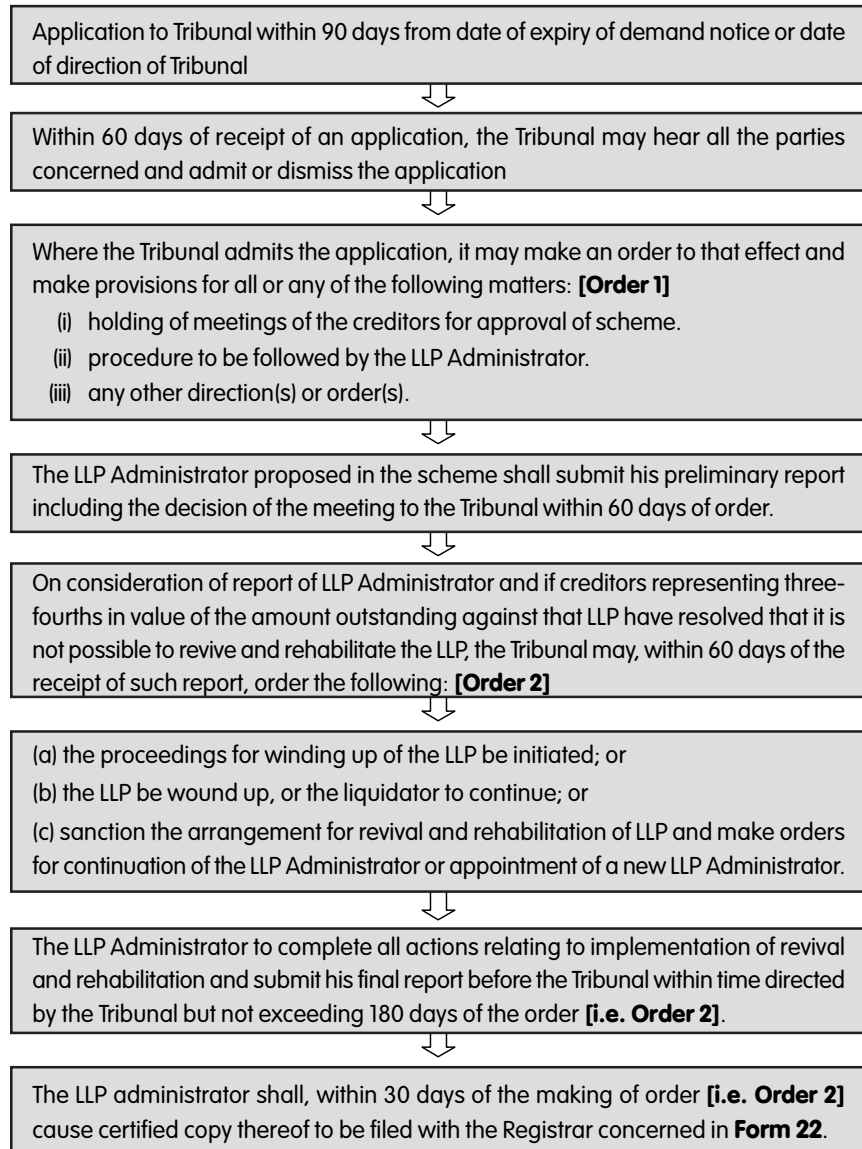 Application to Tribunal within 90 days from date of expiry of demand notice or date
of direction of Tribunal
Within 60 days of receipt of an application, the Tribunal may hear all the parties
concerned and admit or dismiss the application
Where the Tribunal admits the application, it may make an order to that effect and
make provisions for all or any of the following matters: [Order 1]
(i) holding of meetings of the creditors for approval of scheme.
(ii) procedure to be followed by the LLP Administrator.
(iii) any other direction(s) or order(s).
The LLP Administrator proposed in the scheme shall submit his preliminary report
including the decision of the meeting to the Tribunal within 60 days of order.
On consideration of report of LLP Administrator and if creditors representing three-
fourths in value of the amount outstanding against that LLP have resolved that it is
not possible to revive and rehabilitate the LLP, the Tribunal may, within 60 days of the
receipt of such report, order the following: [Order 2]
(a) the proceedings for winding up of the LLP be initiated; or
(b) the LLP be wound up, or the liquidator to continue; or
(c) sanction the arrangement for revival and rehabilitation of LLP and make orders
for continuation of the LLP Administrator or appointment of a new LLP Administrator.
The LLP Administrator to complete all actions relating to implementation of revival
and rehabilitation and submit his final report before the Tribunal within time directed
by the Tribunal but not exceeding 180 days of the order [i.e. Order 2].
The LLP administrator shall, within 30 days of the making of order [i.e. Order 2]
cause certified copy thereof to be filed with the Registrar concerned in Form 22.